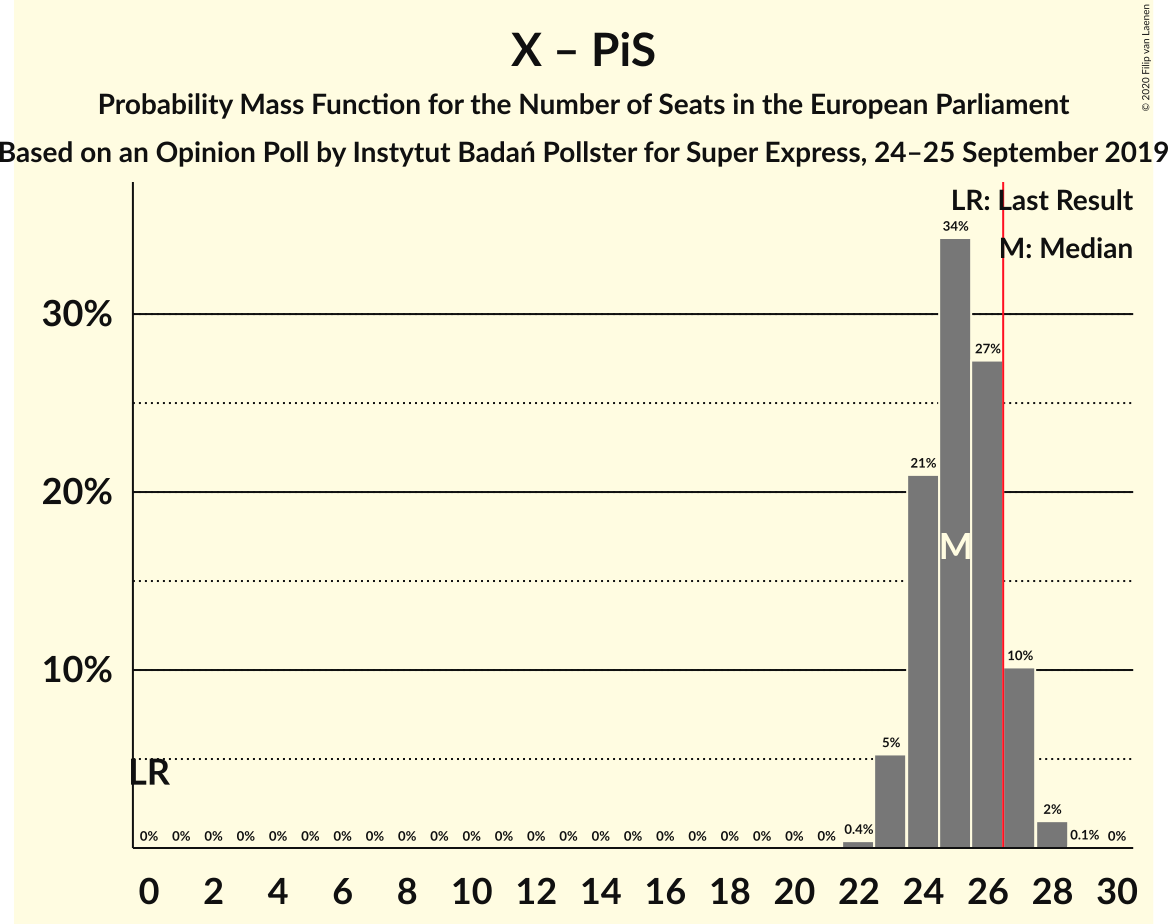 X – PiS
Probability Mass Function for the Number of Seats in the European Parliament
Based on an Opinion Poll by Instytut Badań Pollster for Super Express, 24–25 September 2019
© 2020 Filip van Laenen
LR: Last Result
M: Median
34%
30%
27%
21%
20%
M
10%
10%
5%
LR
2%
0% 0% 0% 0% 0% 0% 0% 0% 0% 0% 0% 0% 0% 0% 0% 0% 0% 0% 0% 0% 0% 0% 0.4% 0.1% 0%
0 2 4 6 8 10 12 14 16 18 20 22 24 26 28 30